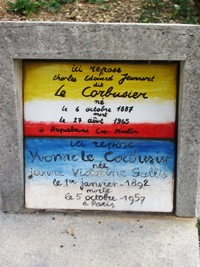 ici repose
Charles Edouard Jeanneret
dit
Le Corbusier
né
le 6 octobre 1887
mort
le 27 août 1965
à Roquebrune Cap Martin
ici repose
Yvonne Le Corbusier
née
Jeanne Victorine Gallis
le 1er janvier-1892
morte
le 5 octobre-1957
à Paris